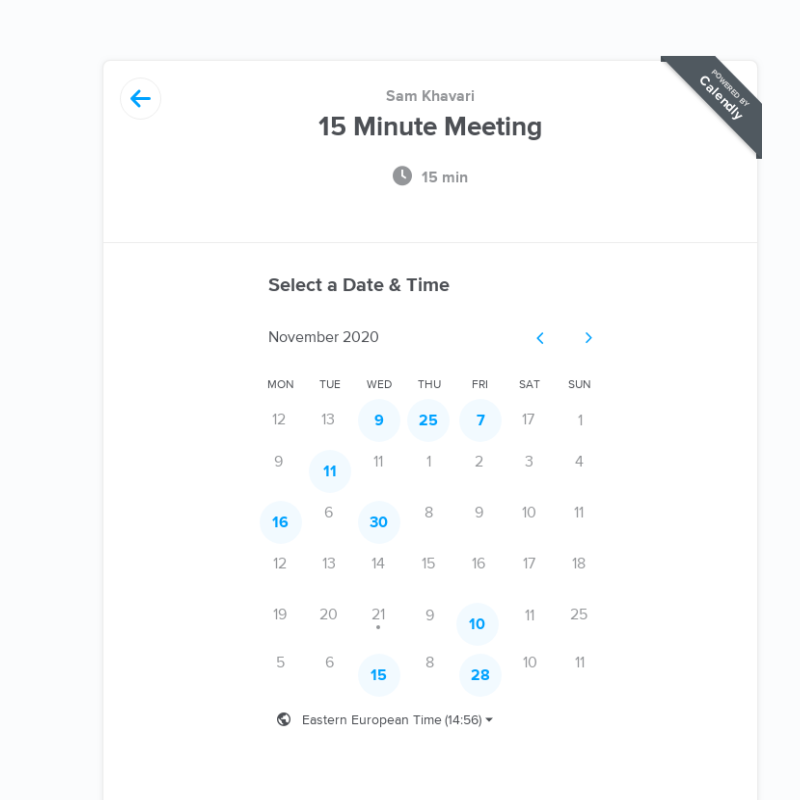 POWERED BY
Calendly
Sam Khavari
15 Minute Meeting
15 min
Select a Date & Time
November 2020
MON TUE WED THU FRI SAT SUN
12 13 9 25 7 17 1
9 11 11 1 2 3 4
16 6 30 8 9 10 11
12 13 14 15 16 17 18
19 20 21 9 10 11 25
5 6 15 8 28 10 11
Eastern European Time (14:56)